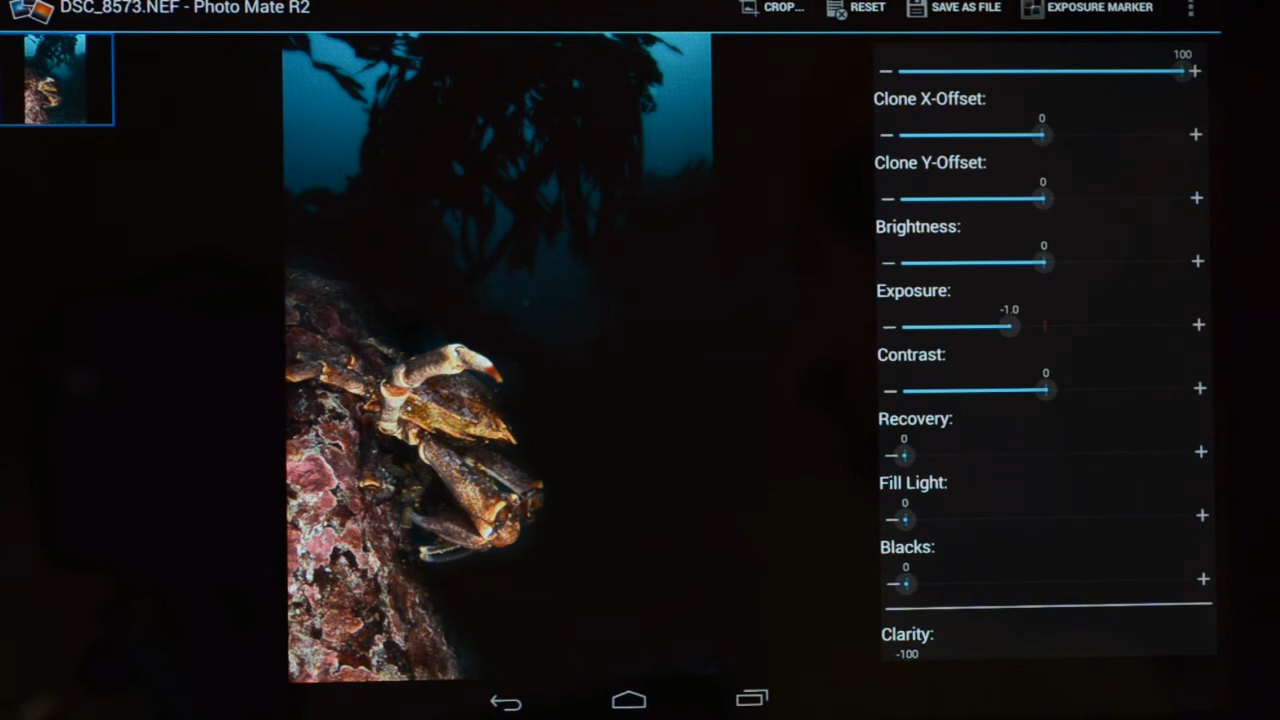 DSC_8573.NEF - Photo Mate R2
CROP...
RESET
SAVE AS FILE
EXPOSURE MARKER
100
Clone X-Offset:
0
Clone Y-Offset:
0
Brightness:
0
Exposure:
-1.0
Contrast:
0
Recovery:
0
Fill Light:
0
Blacks:
0
Clarity:
-100